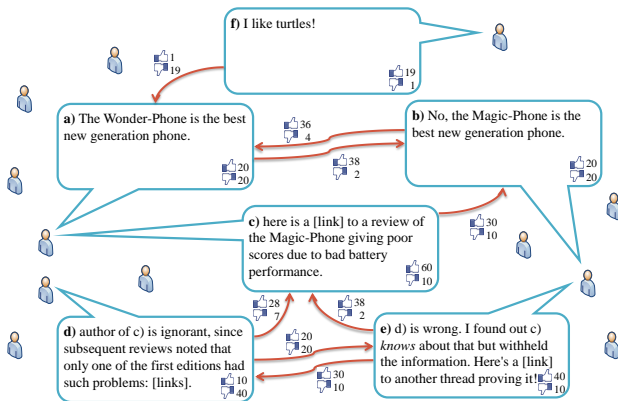 f) I like turtles!
19
1
1
19
a) The Wonder-Phone is the best
new generation phone.
20
20
36
4
38
2
b) No, the Magic-Phone is the
best new generation phone.
20
20
c) here is a [link] to a review of
the Magic-Phone giving poor
scores due to bad battery
performance.
60
10
30
10
28
7
38
2
d) author of c) is ignorant, since
subsequent reviews noted that
only one of the first editions had
such problems: [links].
10
40
20
20
30
10
e) d) is wrong. I found out c)
knows about that but withheld
the information. Here's a [link]
to another thread proving it!
40
10